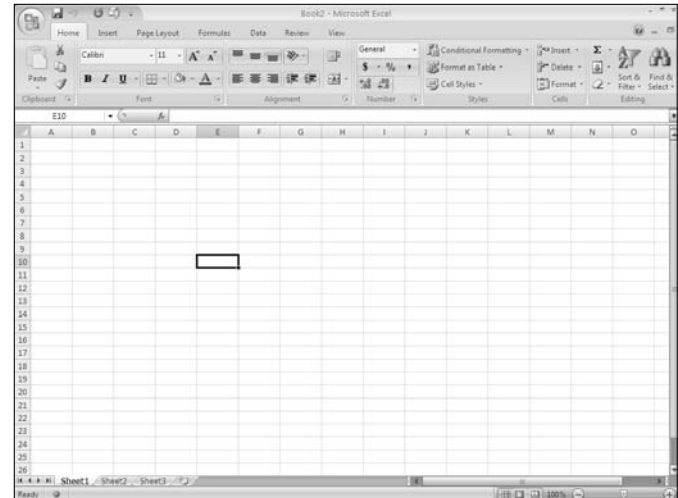 Book2 - Microsoft Excel
Home Insert Page Layout Formulas Data Review View
Calibri 11 A A General Conditional Formatting Insert Σ
Paste B I U A $ % , Format as Table Delete Sort & Filter Find & Select
Cell Styles Format
Clipboard Font Alignment Number Styles Cells Editing
E10 fx
A B C D E F G H I J K L M N O
1
2
3
4
5
6
7
8
9
10
11
12
13
14
15
16
17
18
19
20
21
22
23
24
25
26
Sheet1 Sheet2 Sheet3
Ready 100%